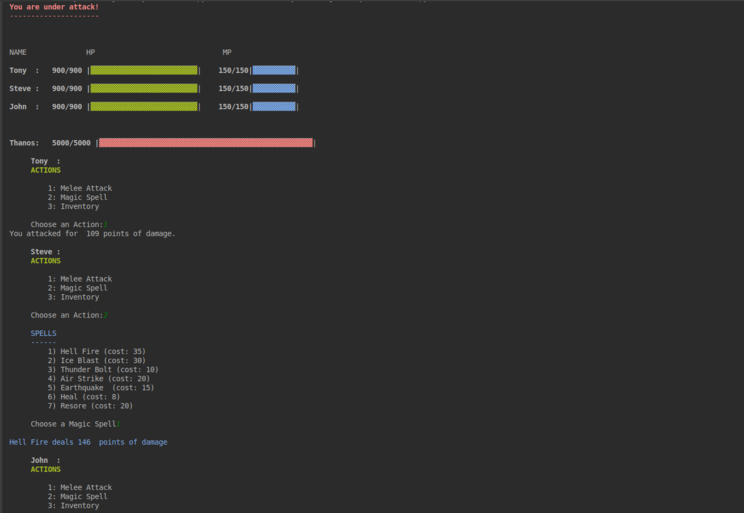 You are under attack!
---------------------
NAME HP MP
Tony : 900/900 | | 150/150| |
Steve : 900/900 | | 150/150| |
John : 900/900 | | 150/150| |
Thanos: 5000/5000 | |
Tony :
ACTIONS
1: Melee Attack
2: Magic Spell
3: Inventory
Choose an Action:
You attacked for 109 points of damage.
Steve :
ACTIONS
1: Melee Attack
2: Magic Spell
3: Inventory
Choose an Action:2
SPELLS
------
1) Hell Fire (cost: 35)
2) Ice Blast (cost: 30)
3) Thunder Bolt (cost: 10)
4) Air Strike (cost: 20)
5) Earthquake (cost: 15)
6) Heal (cost: 8)
7) Resore (cost: 20)
Choose a Magic Spell
Hell Fire deals 146 points of damage
John :
ACTIONS
1: Melee Attack
2: Magic Spell
3: Inventory